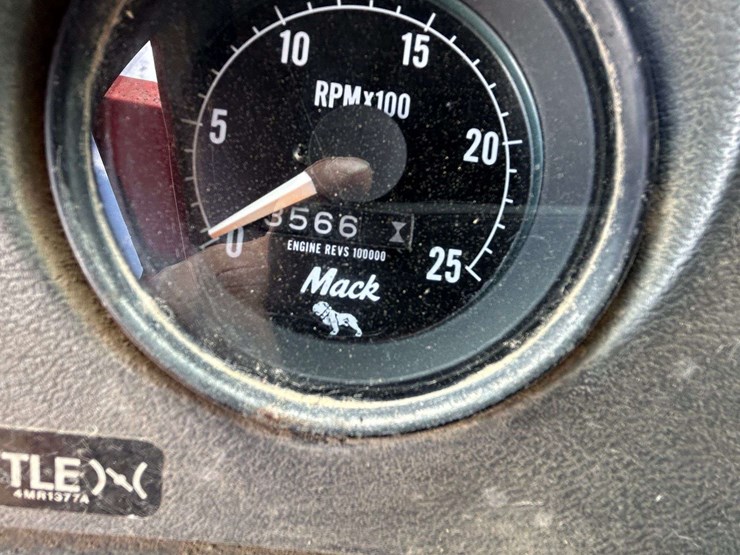 10 15
RPMX100
5 20
3566
0 ENGINE REVS 100000 25
Mack
TLE
4MR1377A